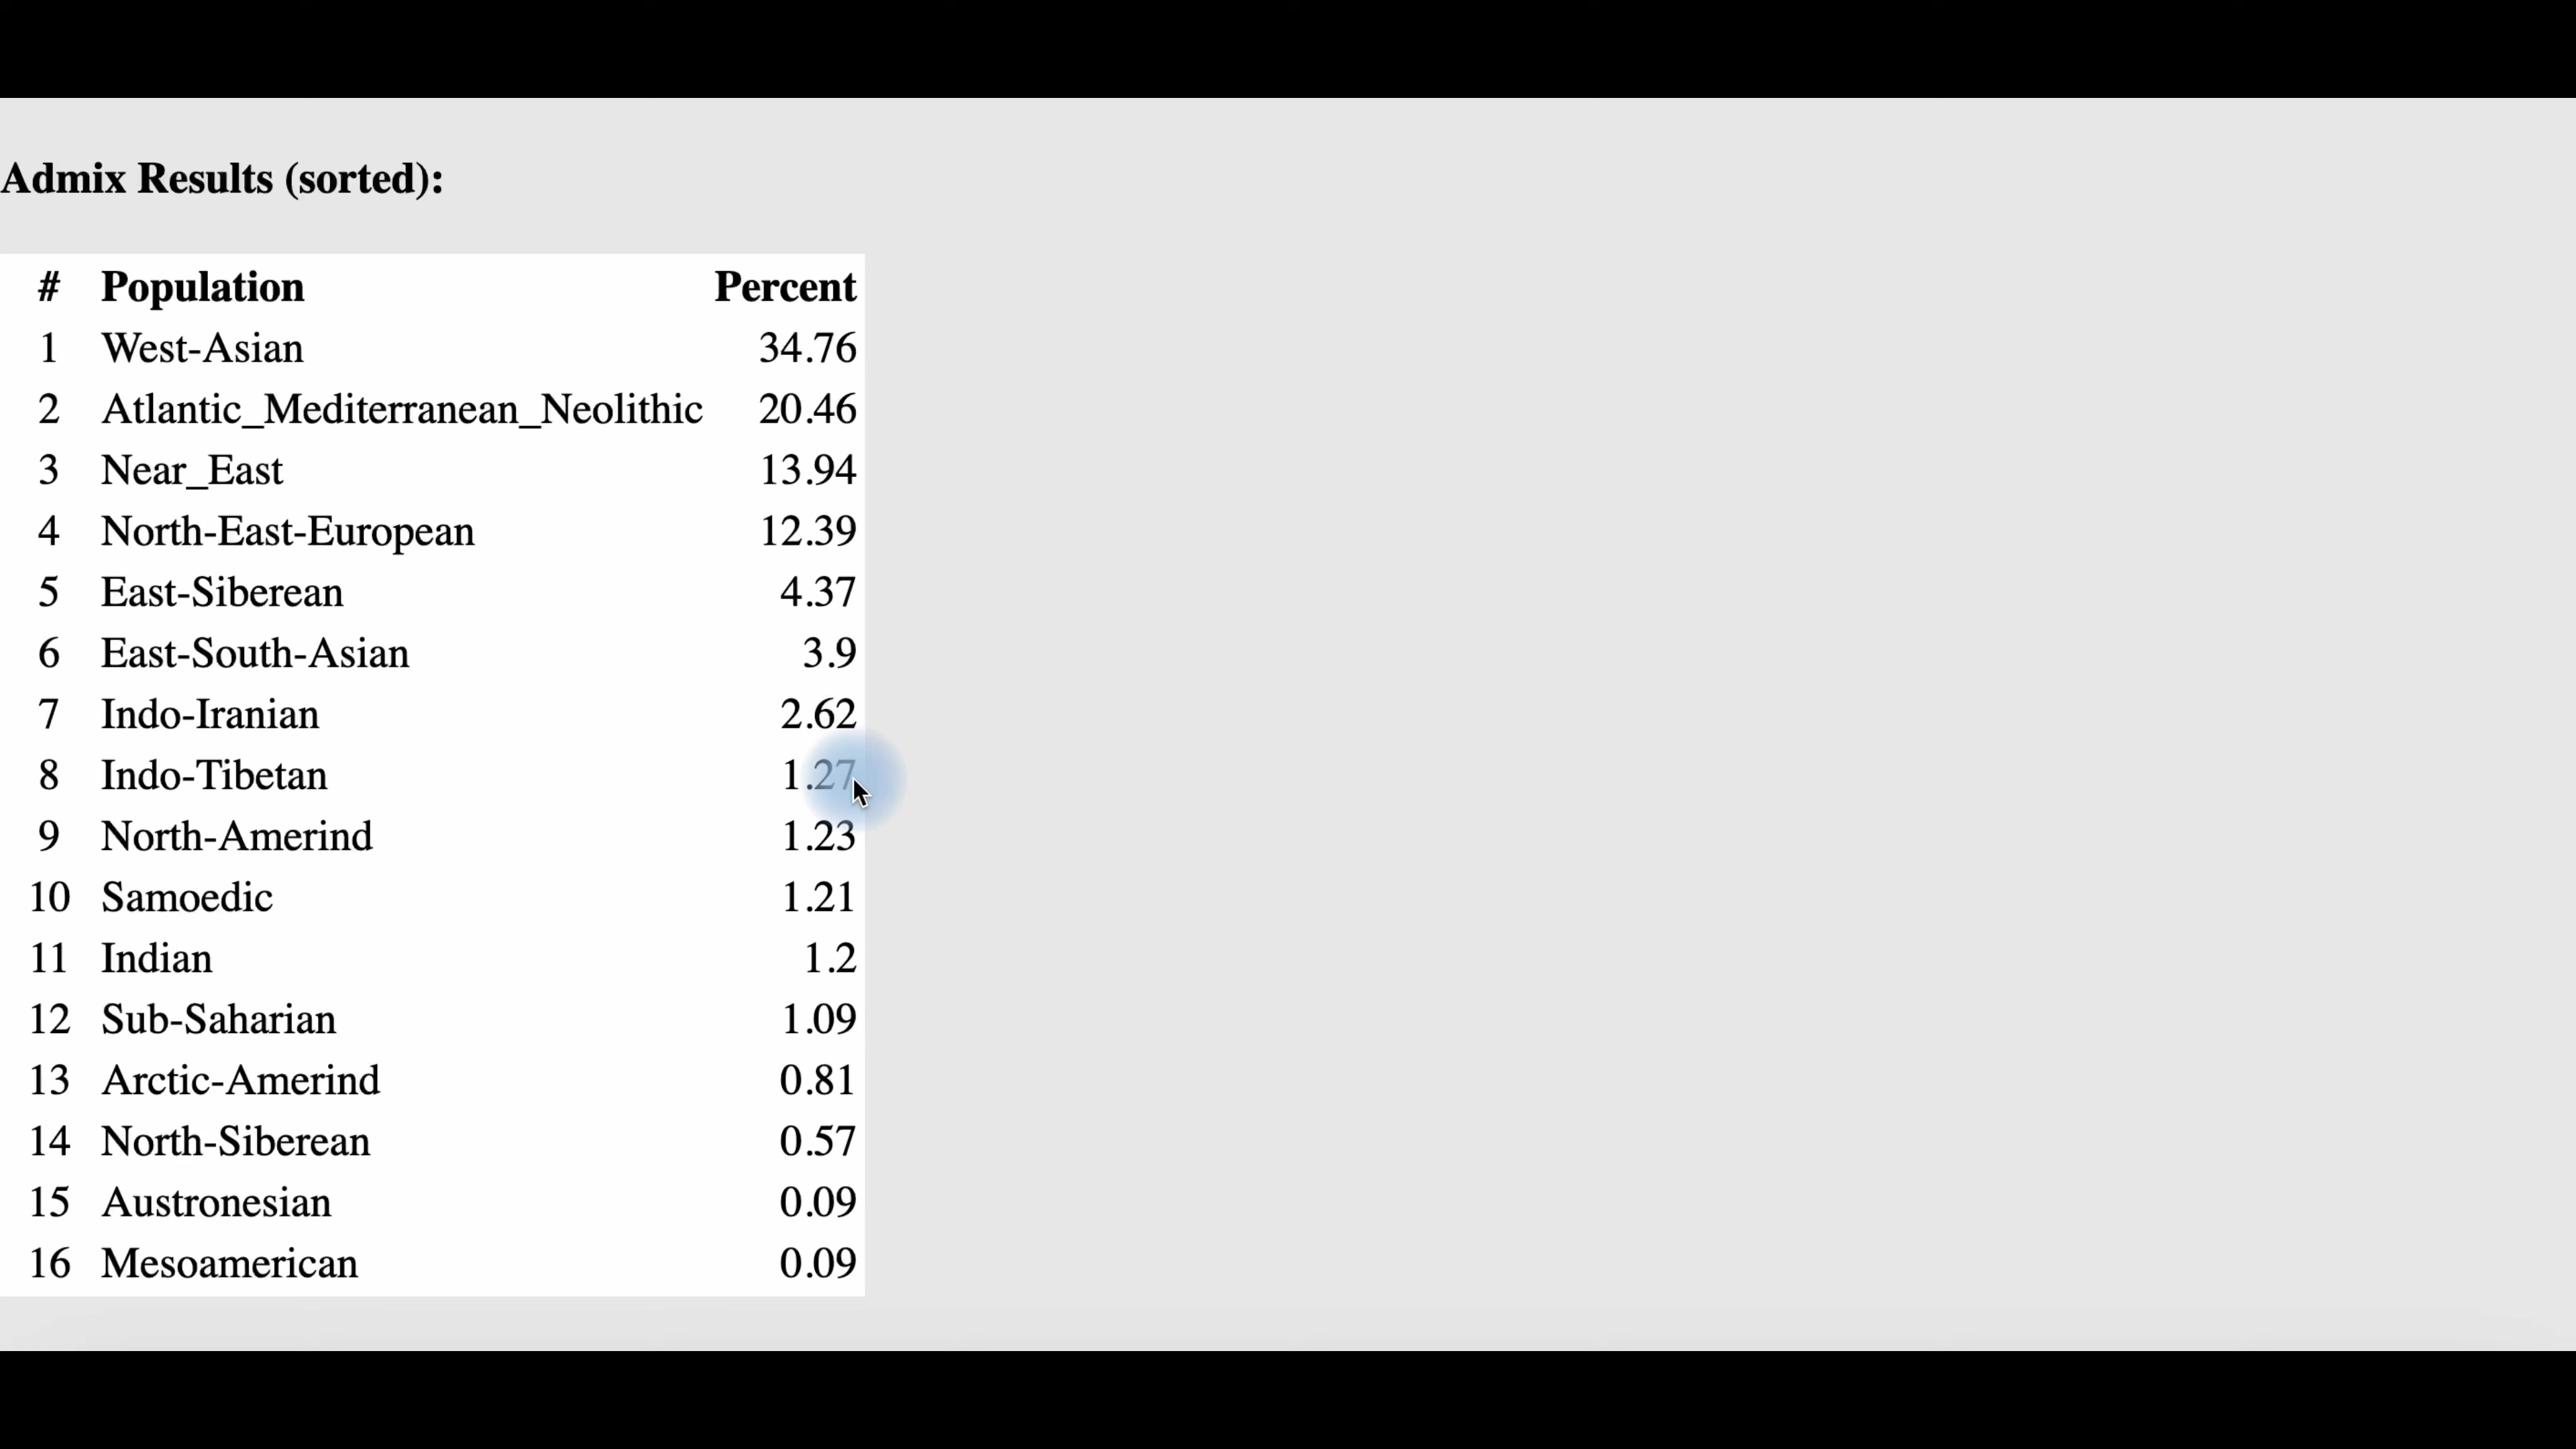 Admix Results (sorted):
# Population Percent
1 West-Asian 34.76
2 Atlantic_Mediterranean_Neolithic 20.46
3 Near_East 13.94
4 North-East-European 12.39
5 East-Siberean 4.37
6 East-South-Asian 3.9
7 Indo-Iranian 2.62
8 Indo-Tibetan 1.27
9 North-Amerind 1.23
10 Samoedic 1.21
11 Indian 1.2
12 Sub-Saharian 1.09
13 Arctic-Amerind 0.81
14 North-Siberean 0.57
15 Austronesian 0.09
16 Mesoamerican 0.09